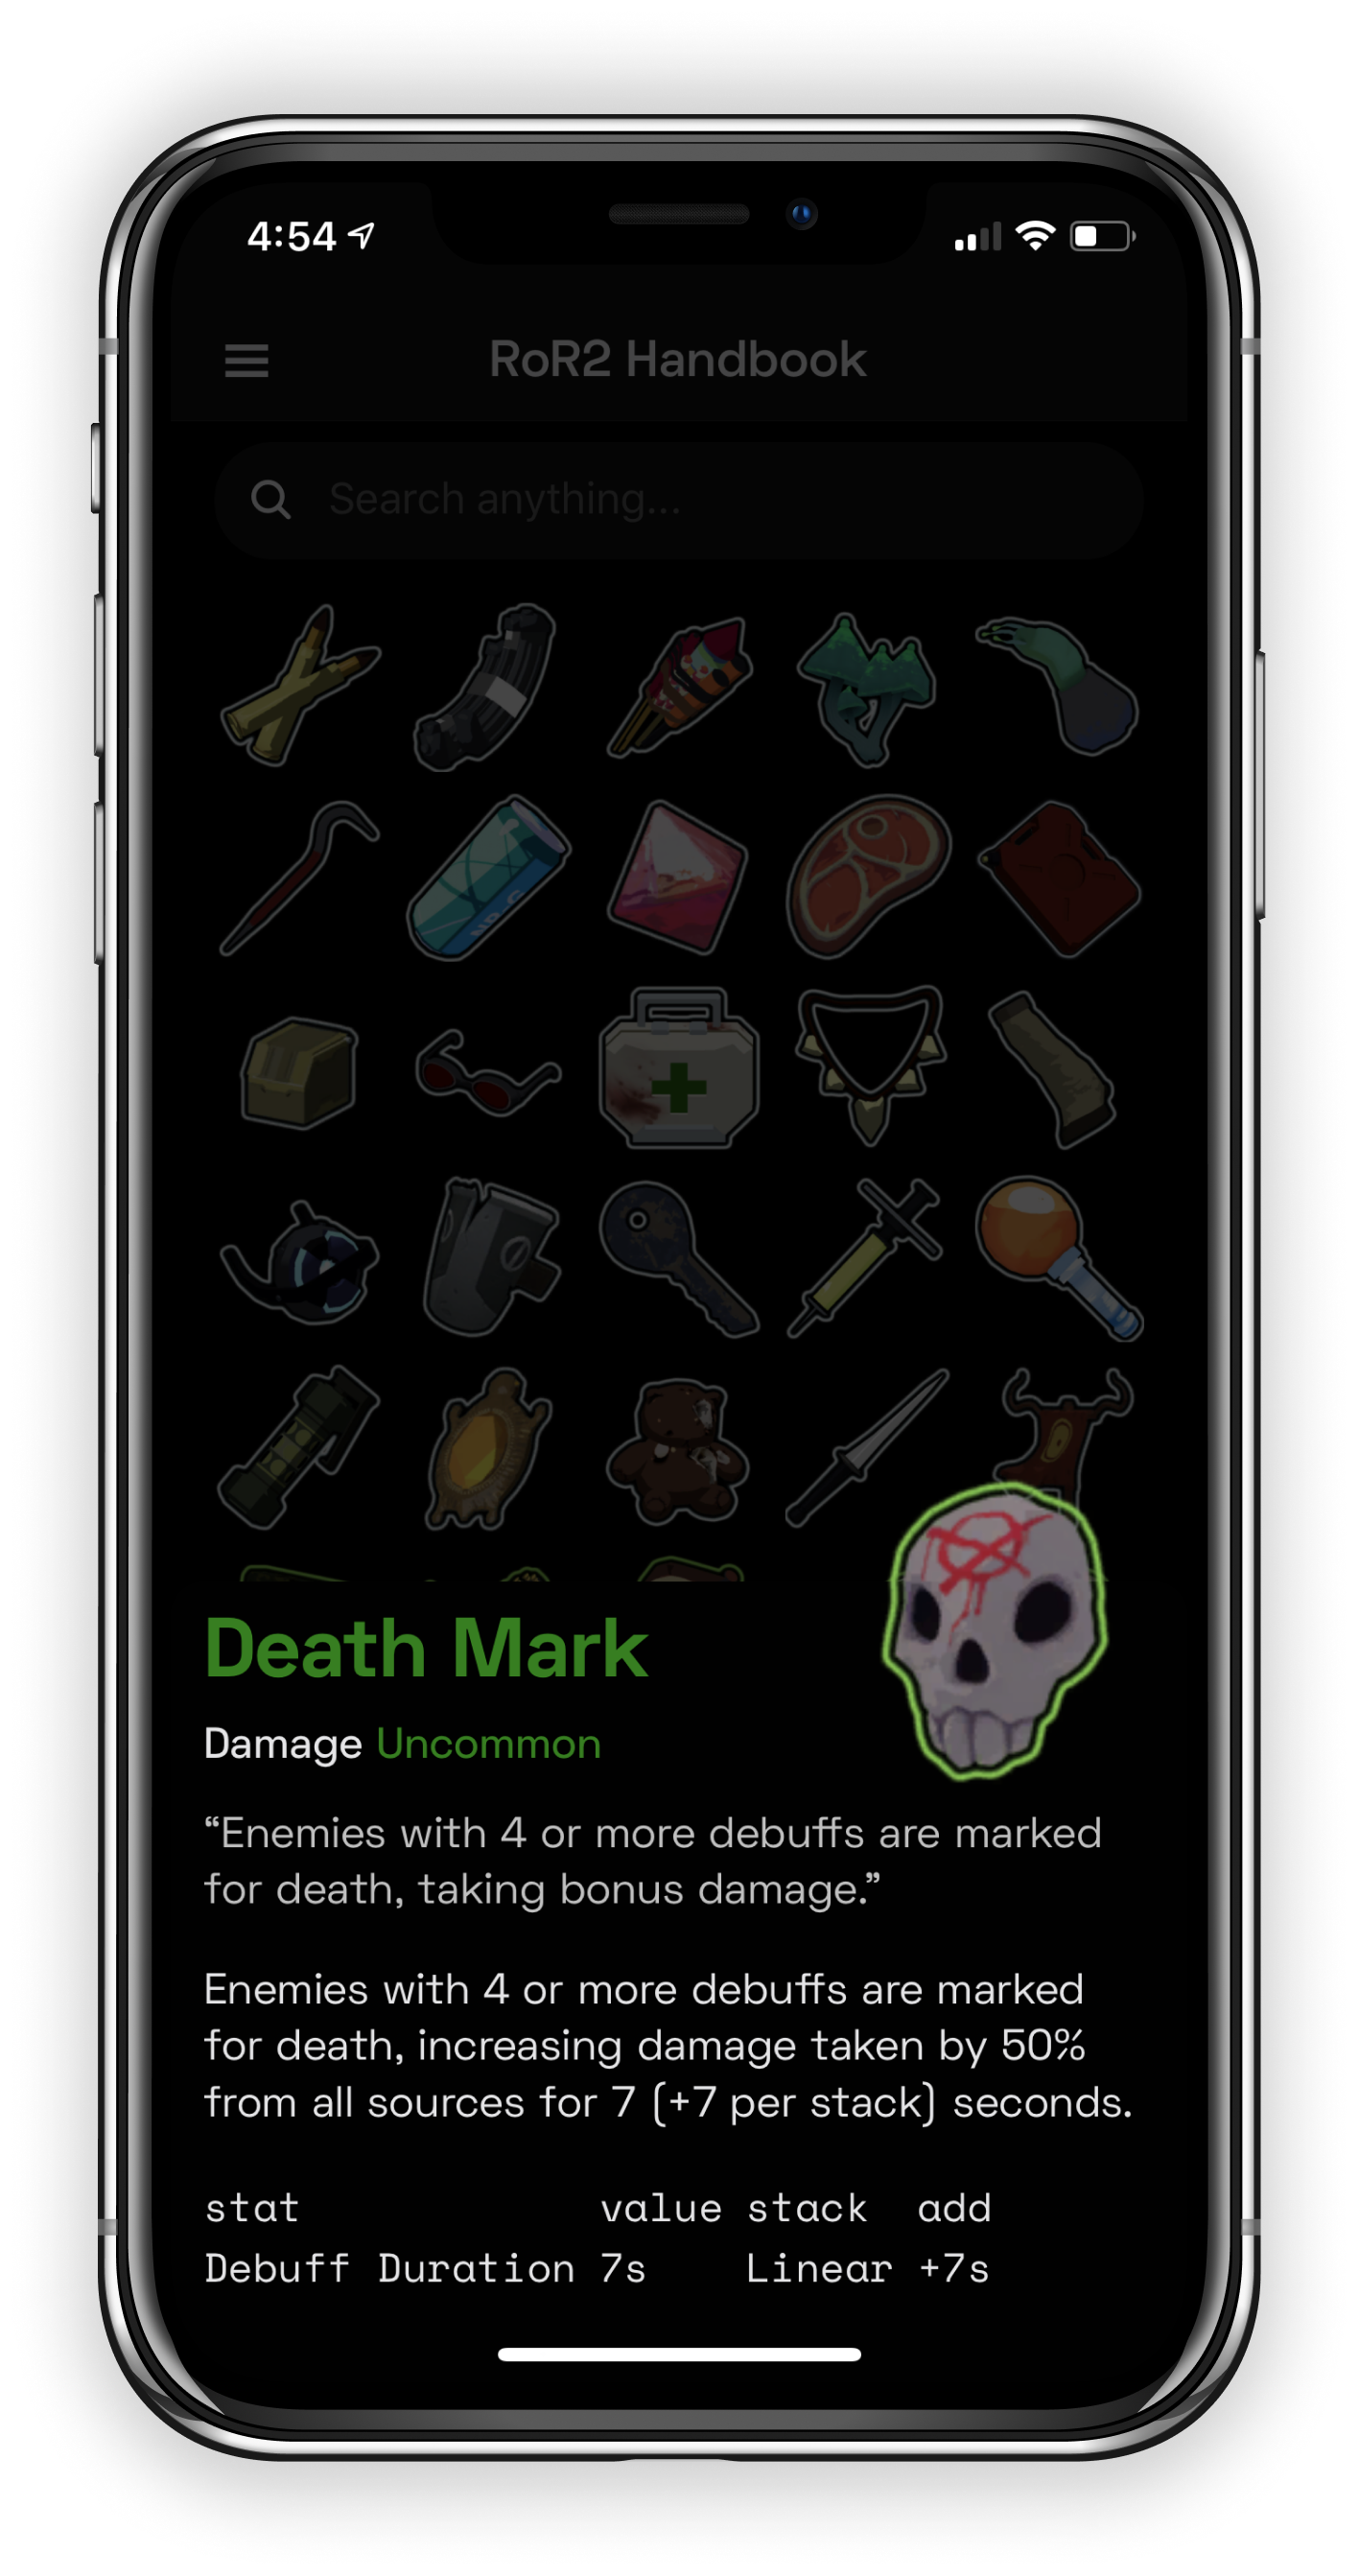 4:54
RoR2 Handbook
Search anything...
NRG
Death Mark
Damage Uncommon
“Enemies with 4 or more debuffs are marked
for death, taking bonus damage.”
Enemies with 4 or more debuffs are marked
for death, increasing damage taken by 50%
from all sources for 7 (+7 per stack) seconds.
stat value stack add
Debuff Duration 7s Linear +7s